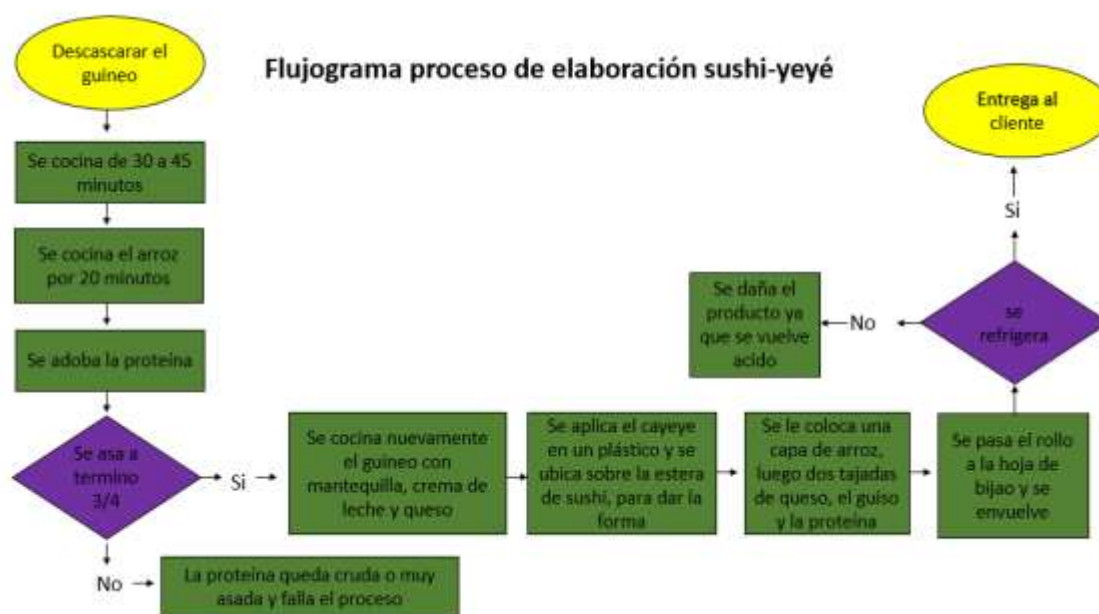 Flujograma proceso de elaboración sushi-yeyé
Descascarar el
guineo
Se cocina de 30 a 45
minutos
Se cocina el arroz
por 20 minutos
Se adoba la proteína
Se asa a
termino
3/4
No
La proteína queda cruda o muy
asada y falla el proceso
Si
Se cocina nuevamente
el guineo con
mantequilla, crema de
leche y queso
Se aplica el cayeye
en un plástico y se
ubica sobre la estera
de sushi, para dar la
forma
Se le coloca una
capa de arroz,
luego dos tajadas
de queso, el guiso
y la proteína
Se pasa el rollo
a la hoja de
bijao y se
envuelve
se
refrigera
No
Se daña el
producto ya
que se vuelve
acido
Si
Entrega al
cliente